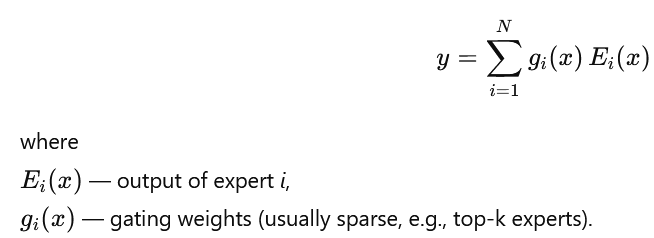 y = \sum_{i=1}^{N} g_i(x) E_i(x)
where
E_i(x) — output of expert i,
g_i(x) — gating weights (usually sparse, e.g., top-k experts).